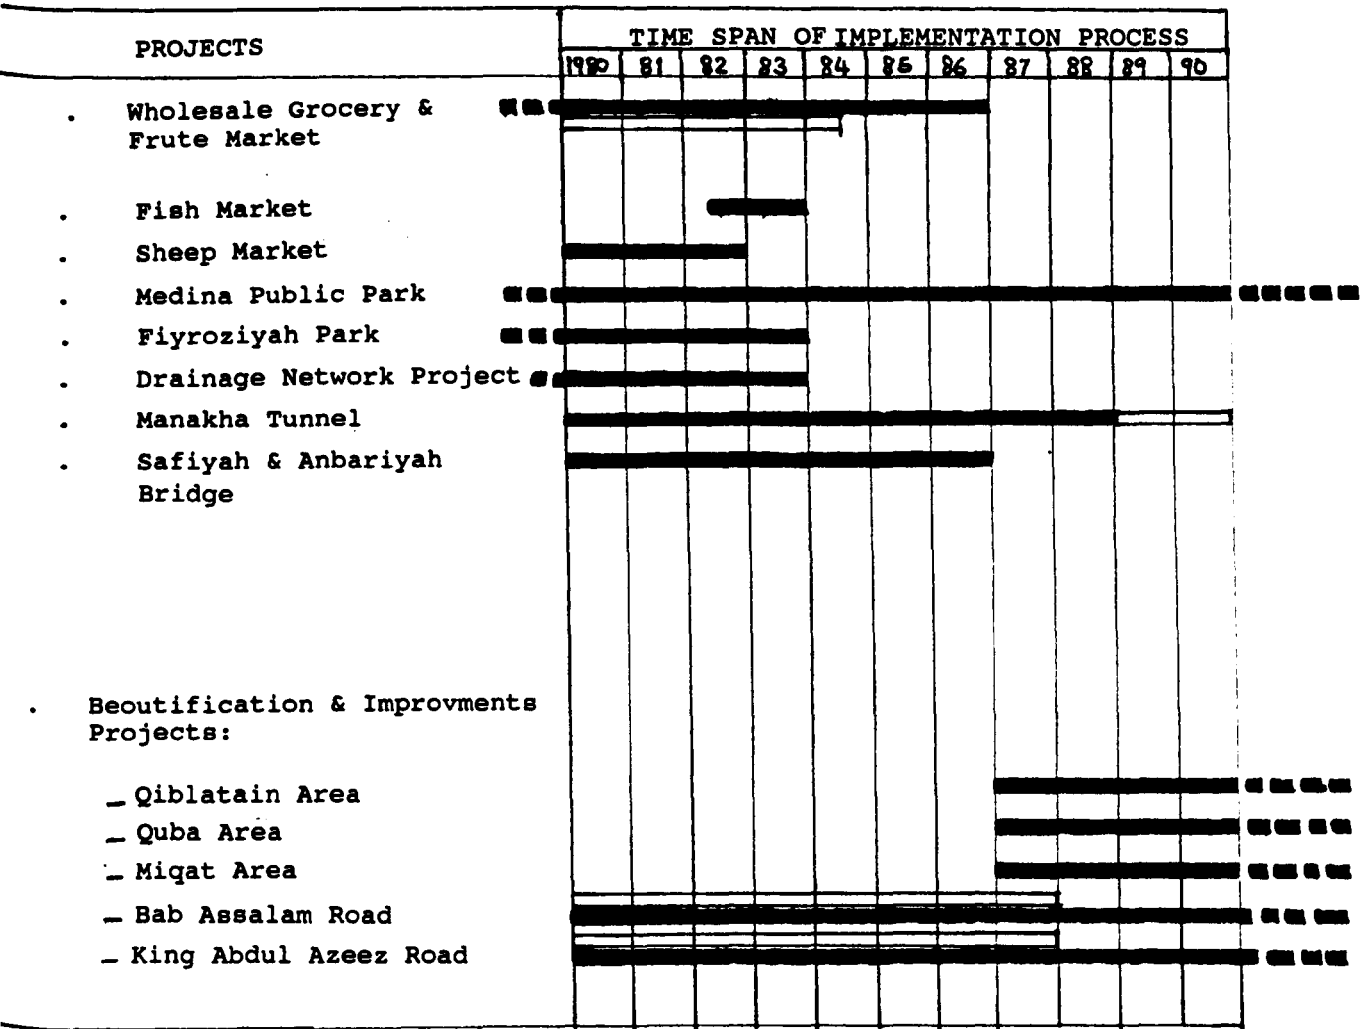 PROJECTS
TIME SPAN OF IMPLEMENTATION PROCESS
1980 81 82 83 84 85 86 87 88 89 90
. Wholesale Grocery &
Frute Market
. Fish Market
. Sheep Market
. Medina Public Park
. Fiyroziyah Park
. Drainage Network Project
. Manakha Tunnel
. Safiyah & Anbariyah
Bridge
. Beoutification & Improvments
Projects:
- Qiblatain Area
- Quba Area
- Miqat Area
- Bab Assalam Road
- King Abdul Azeez Road